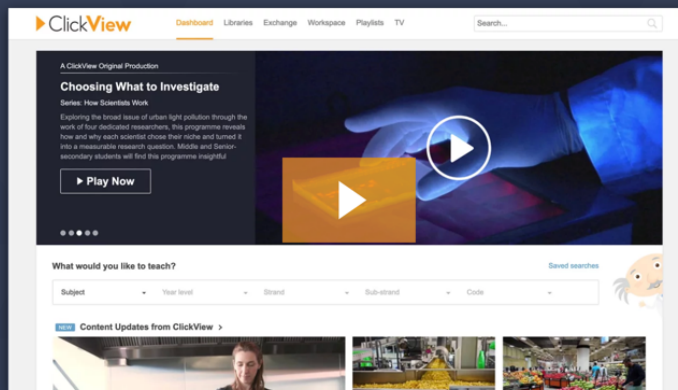 ClickView
Dashboard Libraries Exchange Workspace Playlists TV
Search...
A ClickView Original Production
Choosing What to Investigate
Series: How Scientists Work
Exploring the broad issue of urban light pollution through the
work of four dedicated researchers, this programme reveals
how and why each scientist chose their niche and turned it
into a measurable research question. Middle and Senior-
secondary students will find this programme insightful
Play Now
What would you like to teach?
Saved searches
Subject Year level Strand Sub-strand Code
NEW Content Updates from ClickView